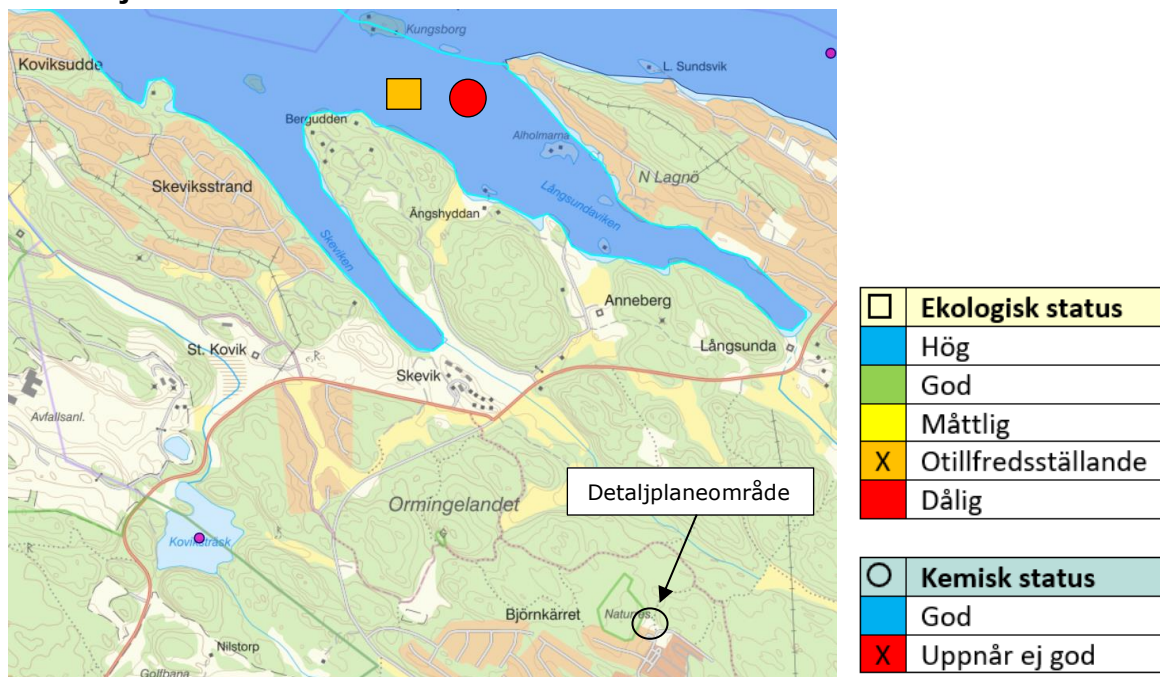 Kungsborg
Koviksudde
L. Sundsvik
Bergudden
Alholmarna
N Lagnö
Skeviksstrand
Långsundaviken
Ängshyddan
Skeviken
Anneberg
St. Kovik
Långsunda
Skevik
Avfallsanl.
Detaljplaneområde
Ormingelandet
Koviksträsk
Björnkärret
Naturres.
Nilstorp
Golfbana
Ekologisk status
Hög
God
Måttlig
X Otillfredsställande
Dålig
Kemisk status
God
X Uppnår ej god